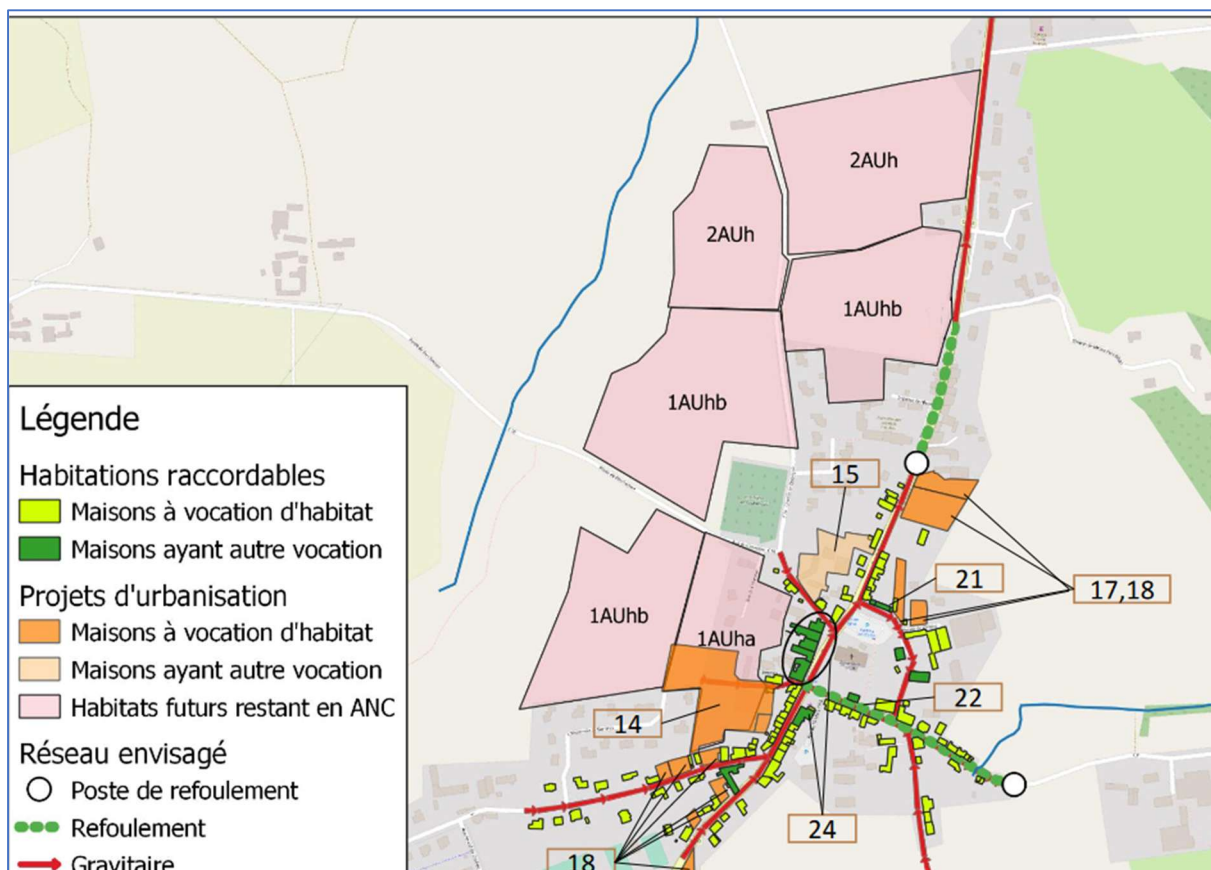 2AUh
2AUh
1AUhb
1AUhb
15
21
17,18
1AUhb
1AUha
14
22
24
18
Légende
Habitations raccordables
Maisons à vocation d'habitat
Maisons ayant autre vocation
Projets d'urbanisation
Maisons à vocation d'habitat
Maisons ayant autre vocation
Habitats futurs restant en ANC
Réseau envisagé
Poste de refoulement
Refoulement
Gravitaire